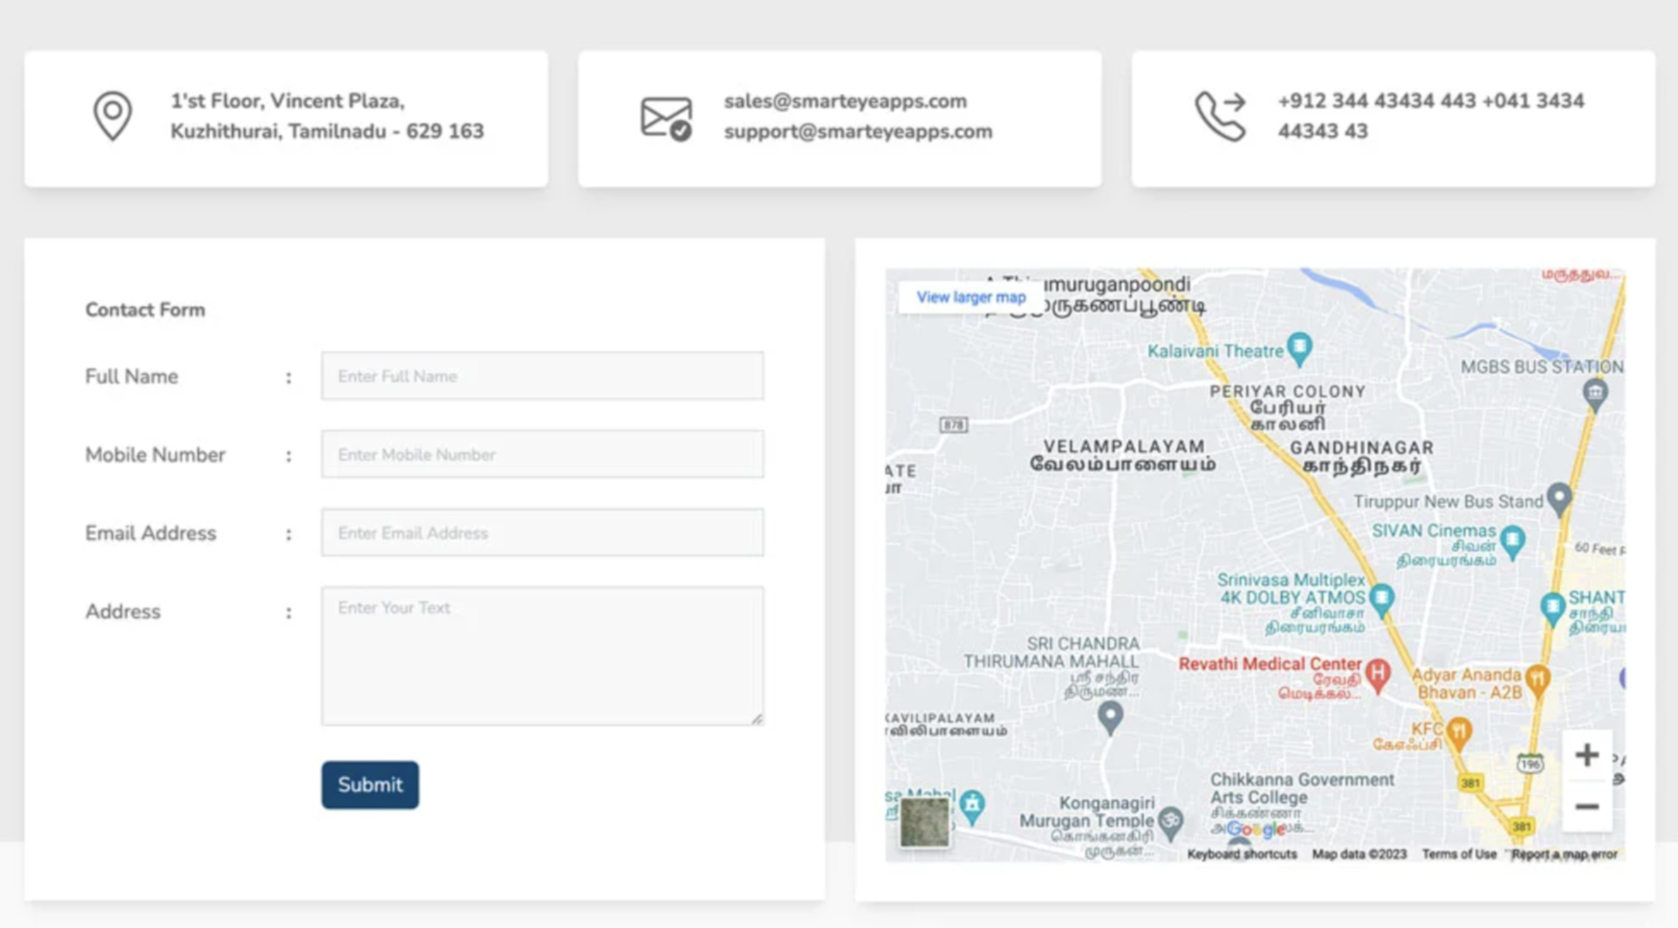 1'st Floor, Vincent Plaza,
Kuzhithurai, Tamilnadu - 629 163
sales@smarteyeapps.com
support@smarteyeapps.com
+912 344 43434 443 +041 3434
44343 43
Contact Form
Full Name :
Enter Full Name
Mobile Number :
Enter Mobile Number
Email Address :
Enter Email Address
Address :
Enter Your Text
Submit
View larger map
Kalaivani Theatre
MGBS BUS STATION
PERIYAR COLONY
பேரியர்
காலனி
878
VELAMPALAYAM
வேலம்பாளையம்
GANDHINAGAR
காந்திநகர்
ATE
Tiruppur New Bus Stand
SIVAN Cinemas
சிவன்
திரையரங்கம்
60 Feet
Srinivasa Multiplex
4K DOLBY ATMOS
சீனிவாசா
திரையரங்கம்
SHANT
சாந்தி
SRI CHANDRA
THIRUMANA MAHALL
ஸ்ரீ சந்திர
திருமண...
Revathi Medical Center
ரேவதி
மெடிக்கல்...
Adyar Ananda
Bhavan - A2B
KAVILIPALAYAM
KFC
கேஎஃப்சி
196
381
Chikkanna Government
Arts College
சிக்கண்ணா
Konganagiri
Murugan Temple
கொங்கனகிரி
முருகன்...
Google
381
Keyboard shortcuts Map data ©2023 Terms of Use Report a map error